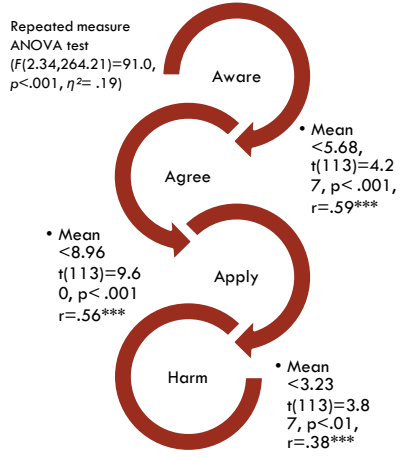 Repeated measure
ANOVA test
(F(2.34,264.21)=91.0,
p<.001, η²= .19)
Aware
• Mean
<5.68,
t(113)=4.2
7, p< .001,
r=.59***
Agree
• Mean
<8.96
t(113)=9.6
0, p< .001
r=.56***
Apply
Harm
• Mean
<3.23
t(113)=3.8
7, p<.01,
r=.38***